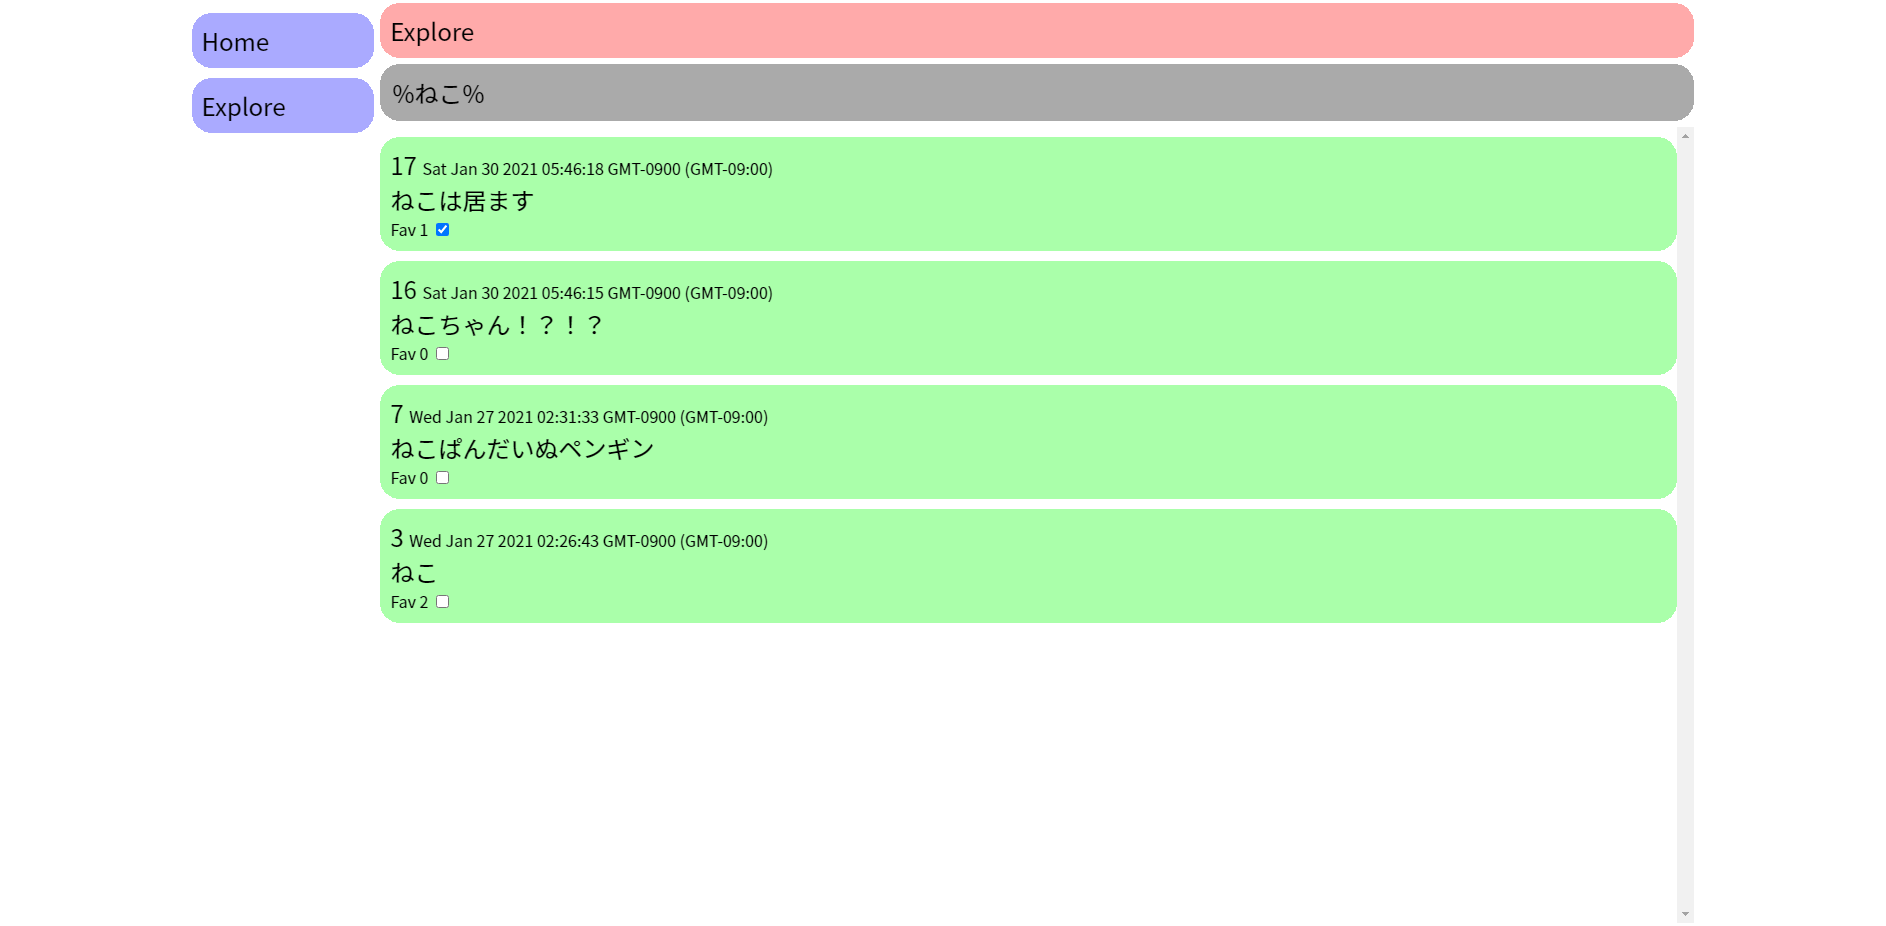 Home
Explore
Explore
%ねこ%
17 Sat Jan 30 2021 05:46:18 GMT-0900 (GMT-09:00)
ねこは居ます
Fav 1
16 Sat Jan 30 2021 05:46:15 GMT-0900 (GMT-09:00)
ねこちゃん！？！？
Fav 0
7 Wed Jan 27 2021 02:31:33 GMT-0900 (GMT-09:00)
ねこぱんだいぬペンギン
Fav 0
3 Wed Jan 27 2021 02:26:43 GMT-0900 (GMT-09:00)
ねこ
Fav 2